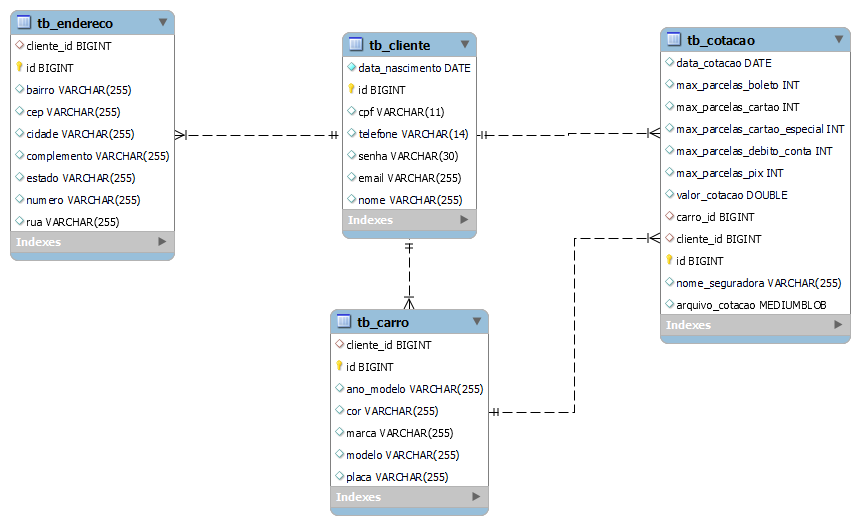 tb_endereco
cliente_id BIGINT
id BIGINT
bairro VARCHAR(255)
cep VARCHAR(255)
cidade VARCHAR(255)
complemento VARCHAR(255)
estado VARCHAR(255)
numero VARCHAR(255)
rua VARCHAR(255)
Indexes
tb_cliente
data_nascimento DATE
id BIGINT
cpf VARCHAR(11)
telefone VARCHAR(14)
senha VARCHAR(30)
email VARCHAR(255)
nome VARCHAR(255)
Indexes
tb_cotacao
data_cotacao DATE
max_parcelas_boleto INT
max_parcelas_cartao INT
max_parcelas_cartao_especial INT
max_parcelas_debito_conta INT
max_parcelas_pix INT
valor_cotacao DOUBLE
carro_id BIGINT
cliente_id BIGINT
id BIGINT
nome_seguradora VARCHAR(255)
arquivo_cotacao MEDIUMBLOB
Indexes
tb_carro
cliente_id BIGINT
id BIGINT
ano_modelo VARCHAR(255)
cor VARCHAR(255)
marca VARCHAR(255)
modelo VARCHAR(255)
placa VARCHAR(255)
Indexes